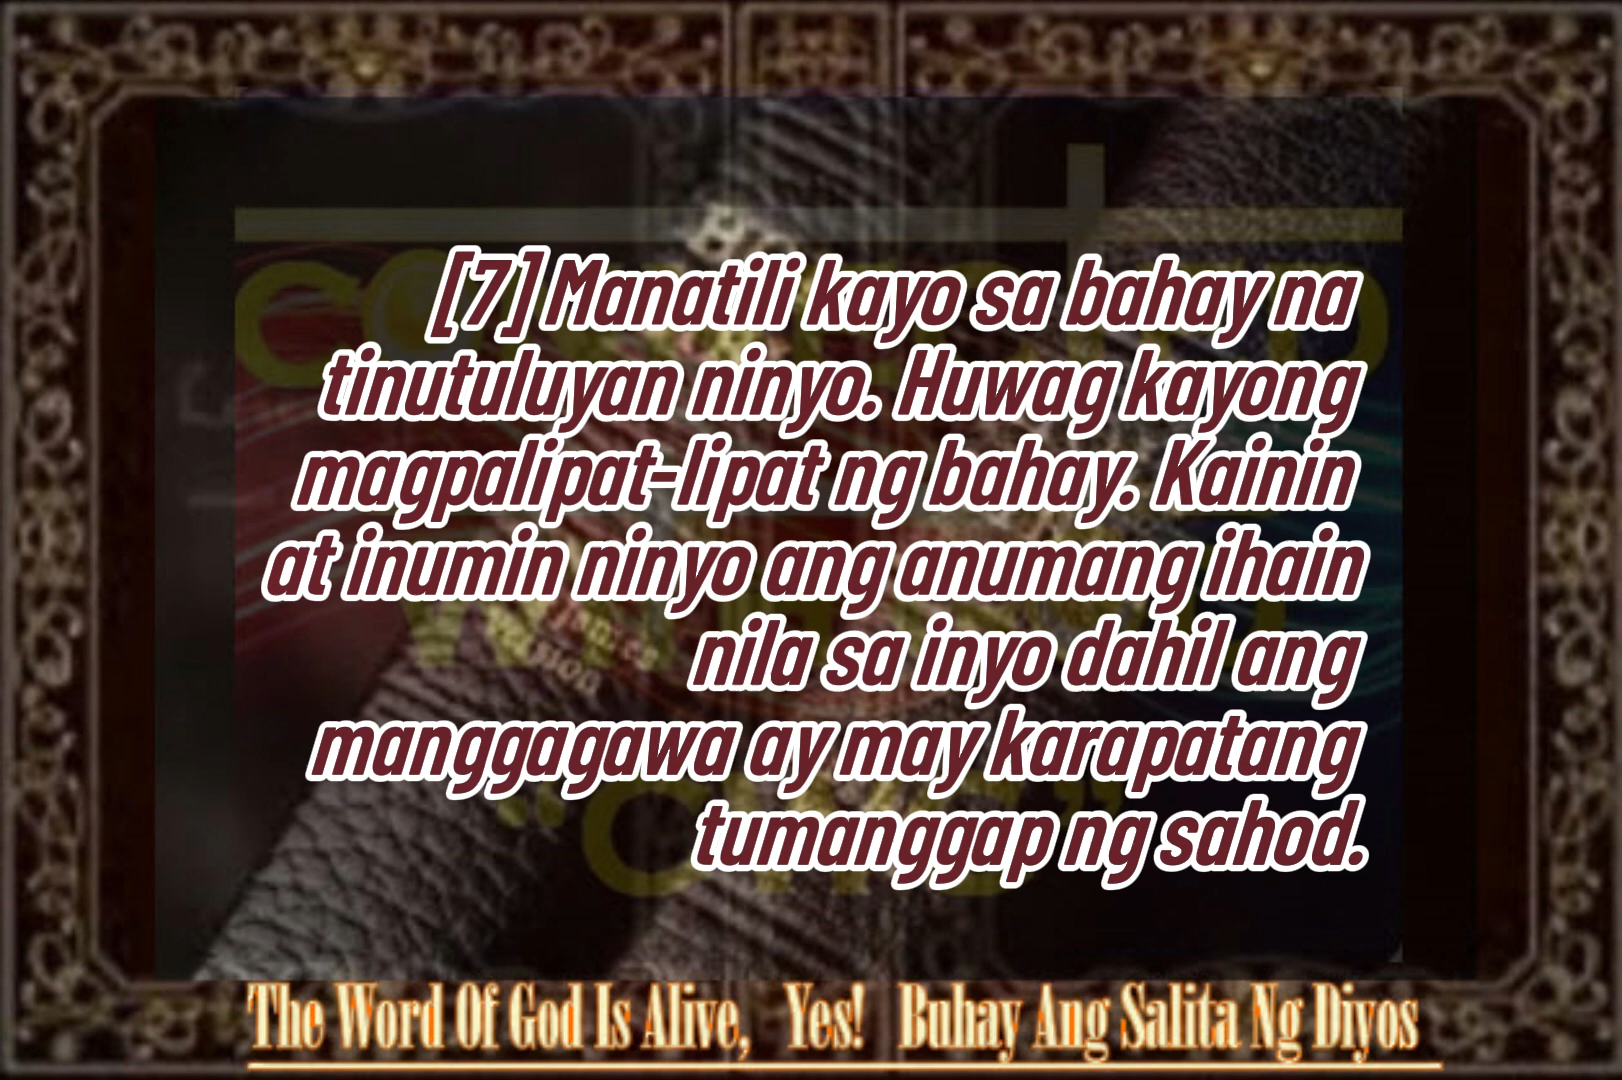 [7] Manatili kayo sa bahay na
tinutuluyan ninyo. Huwag kayong
magpalipat-lipat ng bahay. Kainin
at inumin ninyo ang anumang ihain
nila sa inyo dahil ang
manggagawa ay may karapatang
tumanggap ng sahod.
The Word Of God Is Alive, Yes! Buhay Ang Salita Ng Diyos